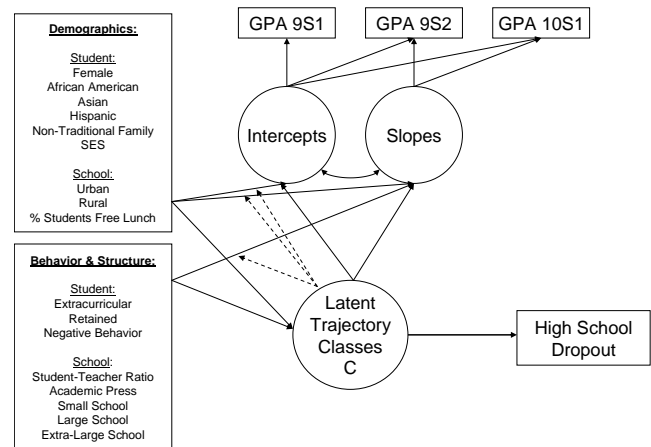 Demographics:
Student:
Female
African American
Asian
Hispanic
Non-Traditional Family
SES
School:
Urban
Rural
% Students Free Lunch
Behavior & Structure:
Student:
Extracurricular
Retained
Negative Behavior
School:
Student-Teacher Ratio
Academic Press
Small School
Large School
Extra-Large School
GPA 9S1
GPA 9S2
GPA 10S1
Intercepts
Slopes
Latent
Trajectory
Classes
C
High School
Dropout